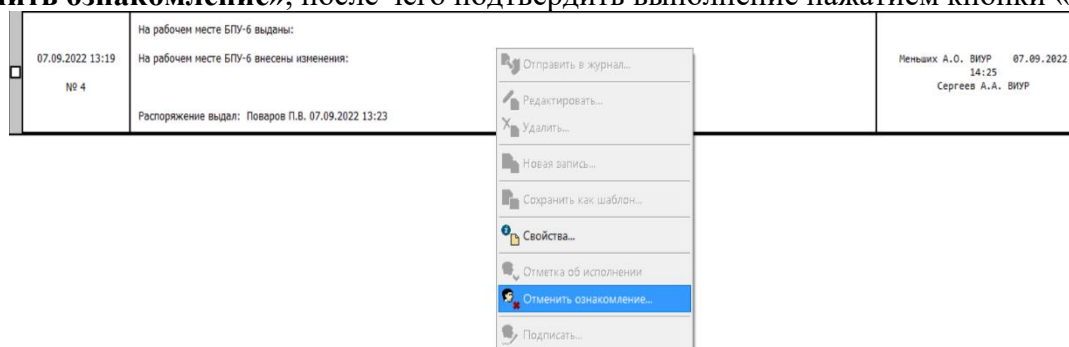 нить ознакомление», после чего подтвердить выполнение нажатием кнопки «
На рабочем месте БПУ-6 выданы:
07.09.2022 13:19
На рабочем месте БПУ-6 внесены изменения:
№ 4
Распоряжение выдал: Поваров П.В. 07.09.2022 13:23
Отправить в журнал...
Редактировать...
Удалить...
Новая запись...
Сохранить как шаблон...
Свойства...
Отметка об исполнении
Отменить ознакомление...
Подписать...
Меньших А.О. ВИУР 07.09.2022
14:25
Сергеев А.А. ВИУР